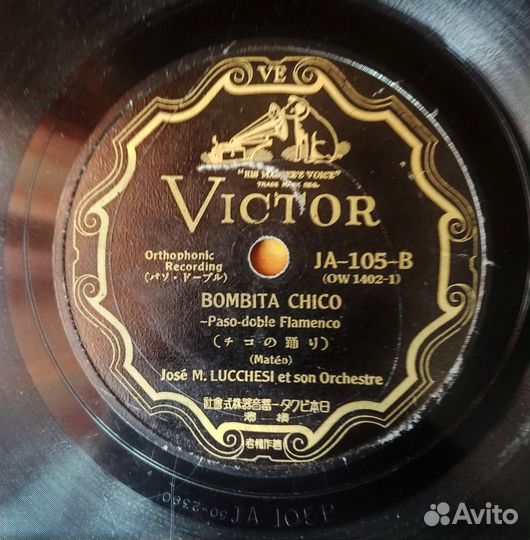 VE
"HIS MASTER'S VOICE"
TRADE MARK REG.
VICTOR
Orthophonic
Recording
(パソ・ドーブル)
JA-105-B
(OW 1402-1)
BOMBITA CHICO
~Paso-doble Flamenco
(チコの踊り)
(Matéo)
José M. LUCCHESI et son Orchestre
日本ビクター蓄音器株式會社
横濱
Avito